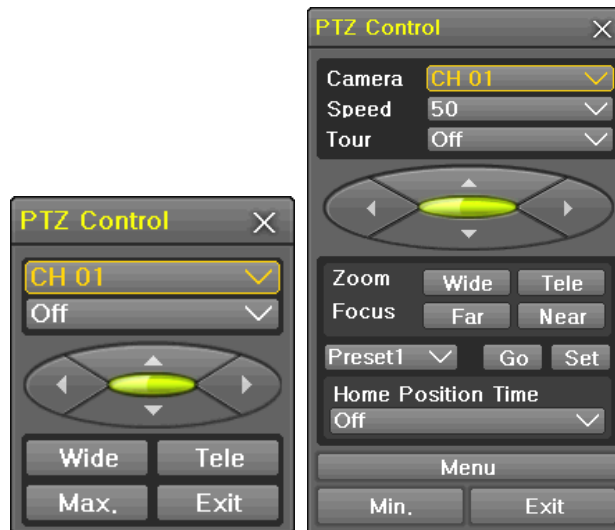 PTZ Control
CH 01
Off
Wide Tele
Max. Exit
PTZ Control
Camera CH 01
Speed 50
Tour Off
Zoom Wide Tele
Focus Far Near
Preset1 Go Set
Home Position Time
Off
Menu
Min. Exit